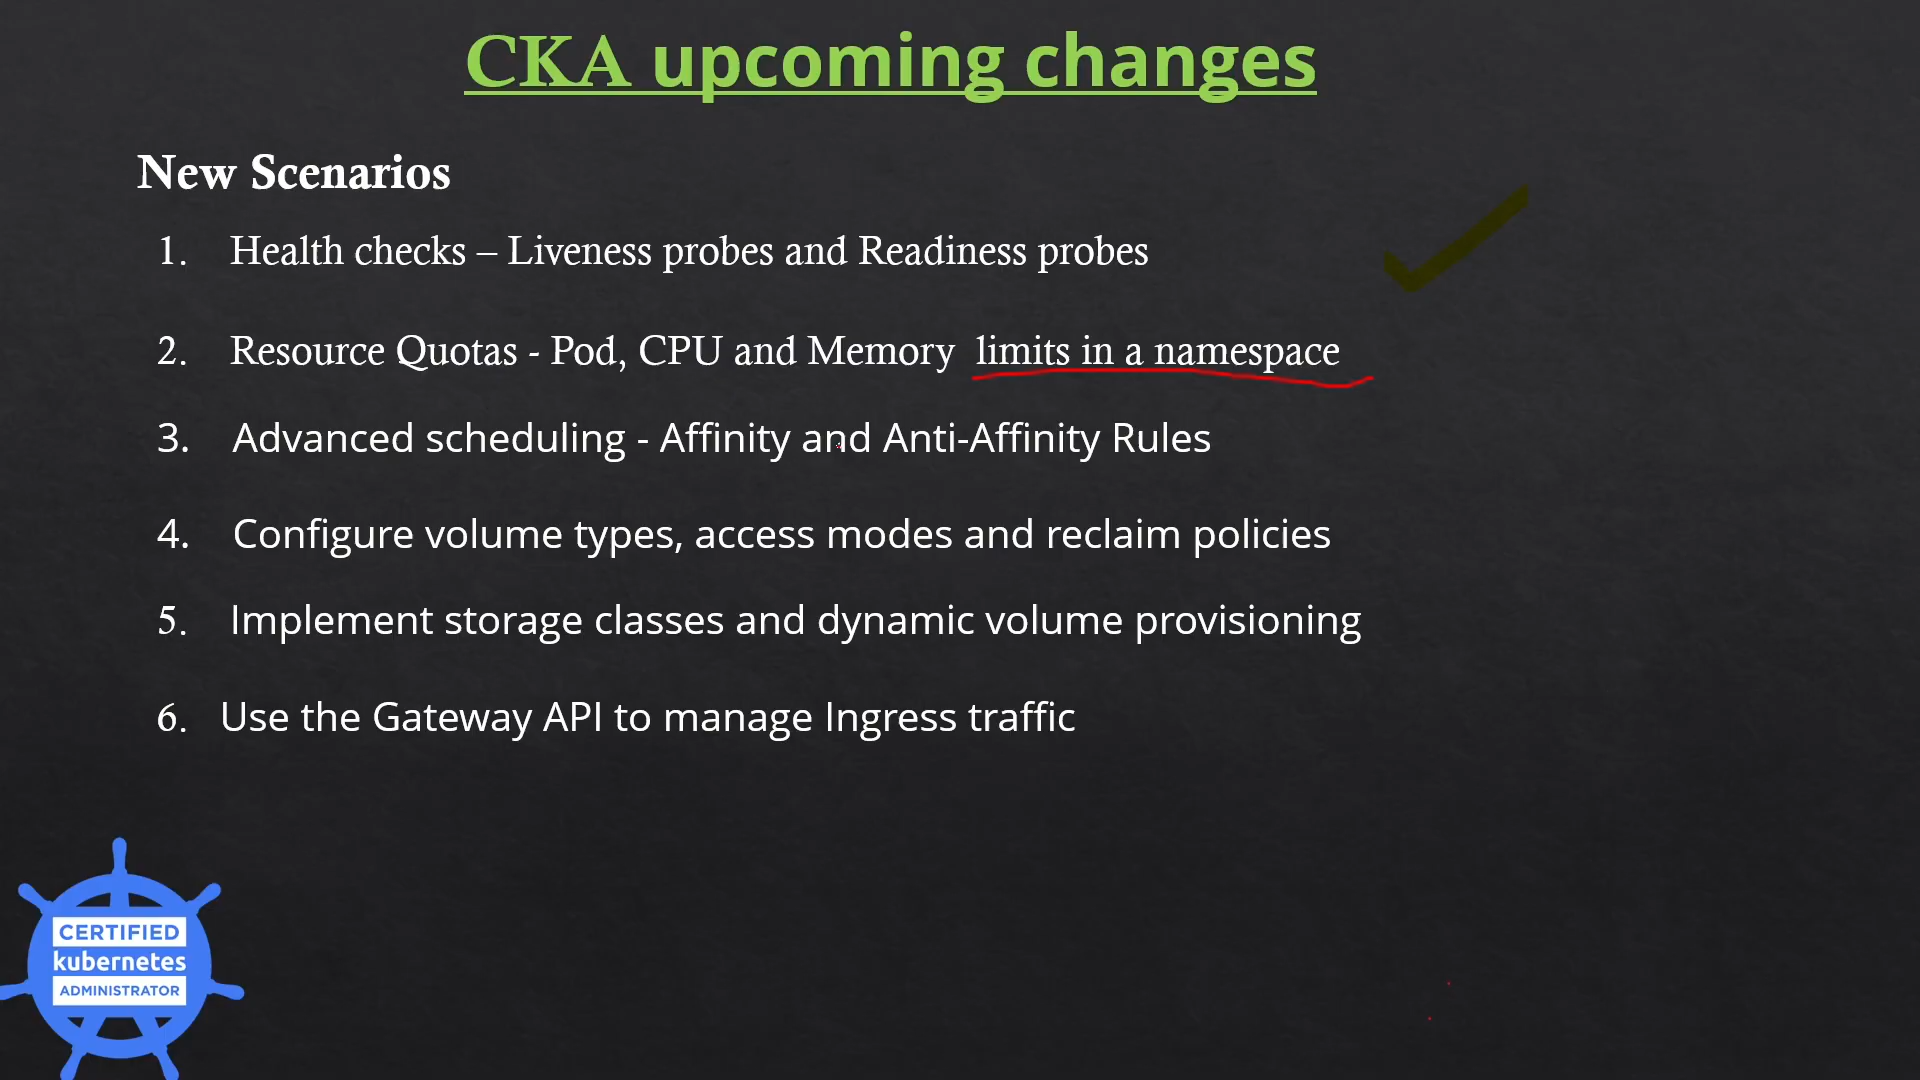 CKA upcoming changes
New Scenarios
1. Health checks – Liveness probes and Readiness probes
2. Resource Quotas - Pod, CPU and Memory limits in a namespace
3. Advanced scheduling - Affinity and Anti-Affinity Rules
4. Configure volume types, access modes and reclaim policies
5. Implement storage classes and dynamic volume provisioning
6. Use the Gateway API to manage Ingress traffic
CERTIFIED
kubernetes
ADMINISTRATOR